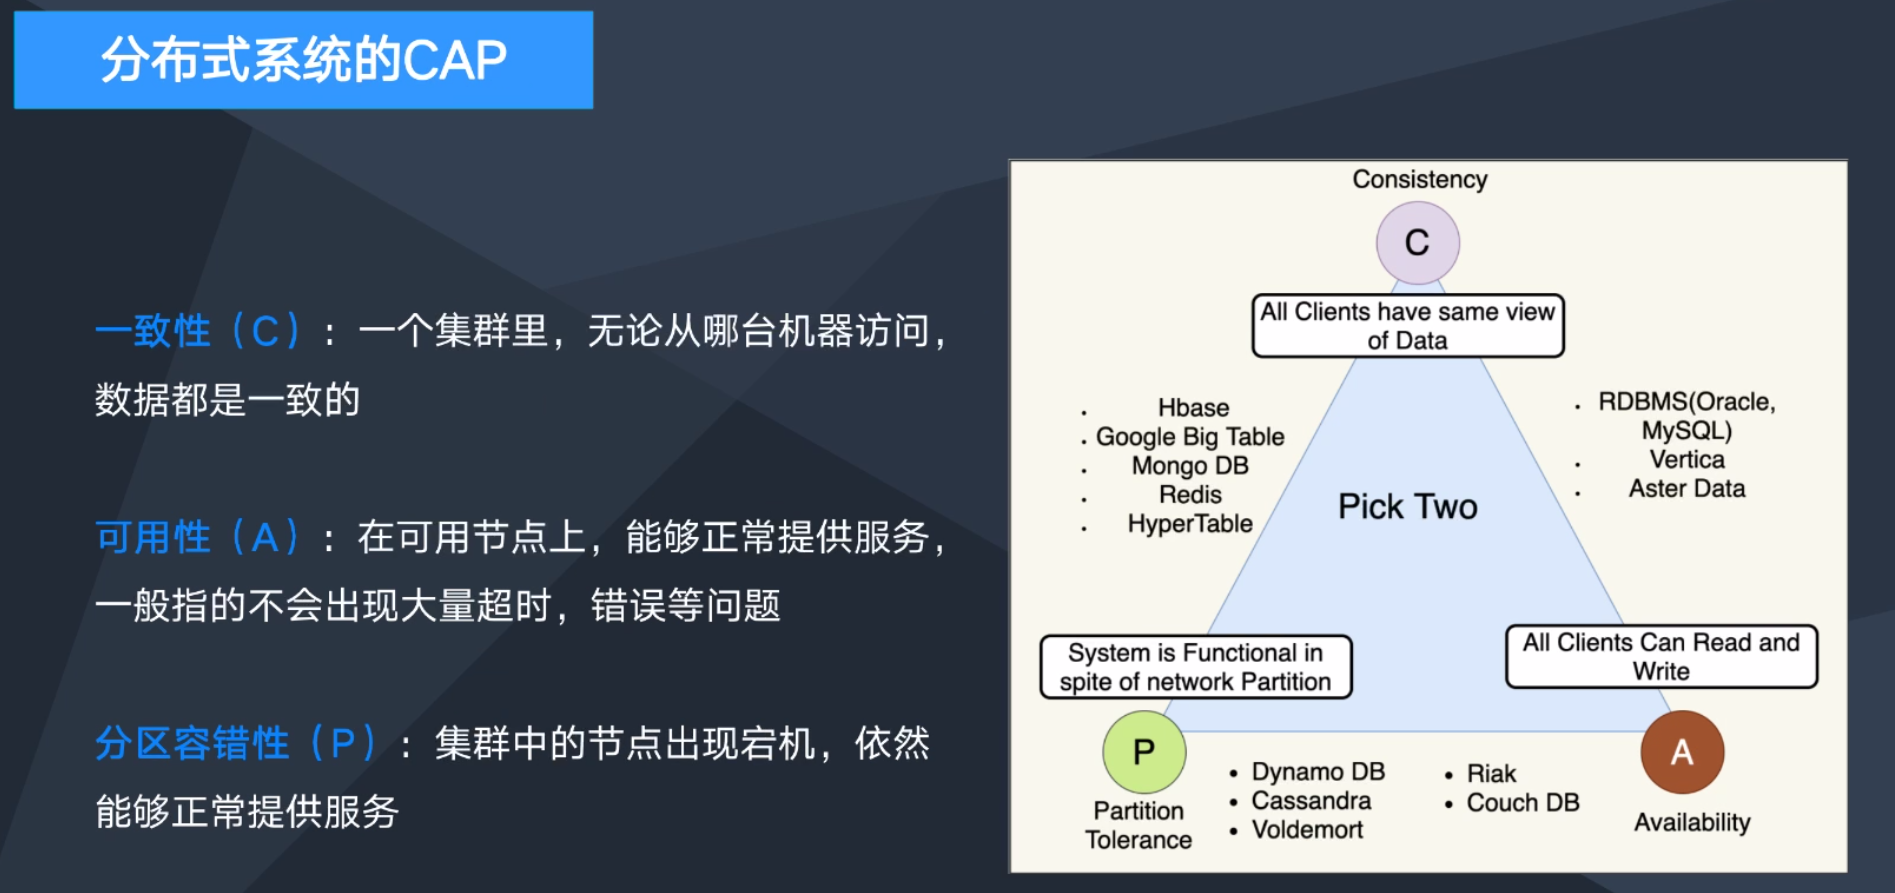 分布式系统的CAP
一致性（C）：一个集群里，无论从哪台机器访问，
数据都是一致的
可用性（A）：在可用节点上，能够正常提供服务，
一般指的不会出现大量超时，错误等问题
分区容错性（P）：集群中的节点出现宕机，依然
能够正常提供服务
Consistency
C
All Clients have same view
of Data
Hbase
Google Big Table
Mongo DB
Redis
HyperTable
RDBMS(Oracle,
MySQL)
Vertica
Aster Data
Pick Two
System is Functional in
spite of network Partition
All Clients Can Read and
Write
P
Partition
Tolerance
Dynamo DB
Cassandra
Voldemort
Riak
Couch DB
A
Availability